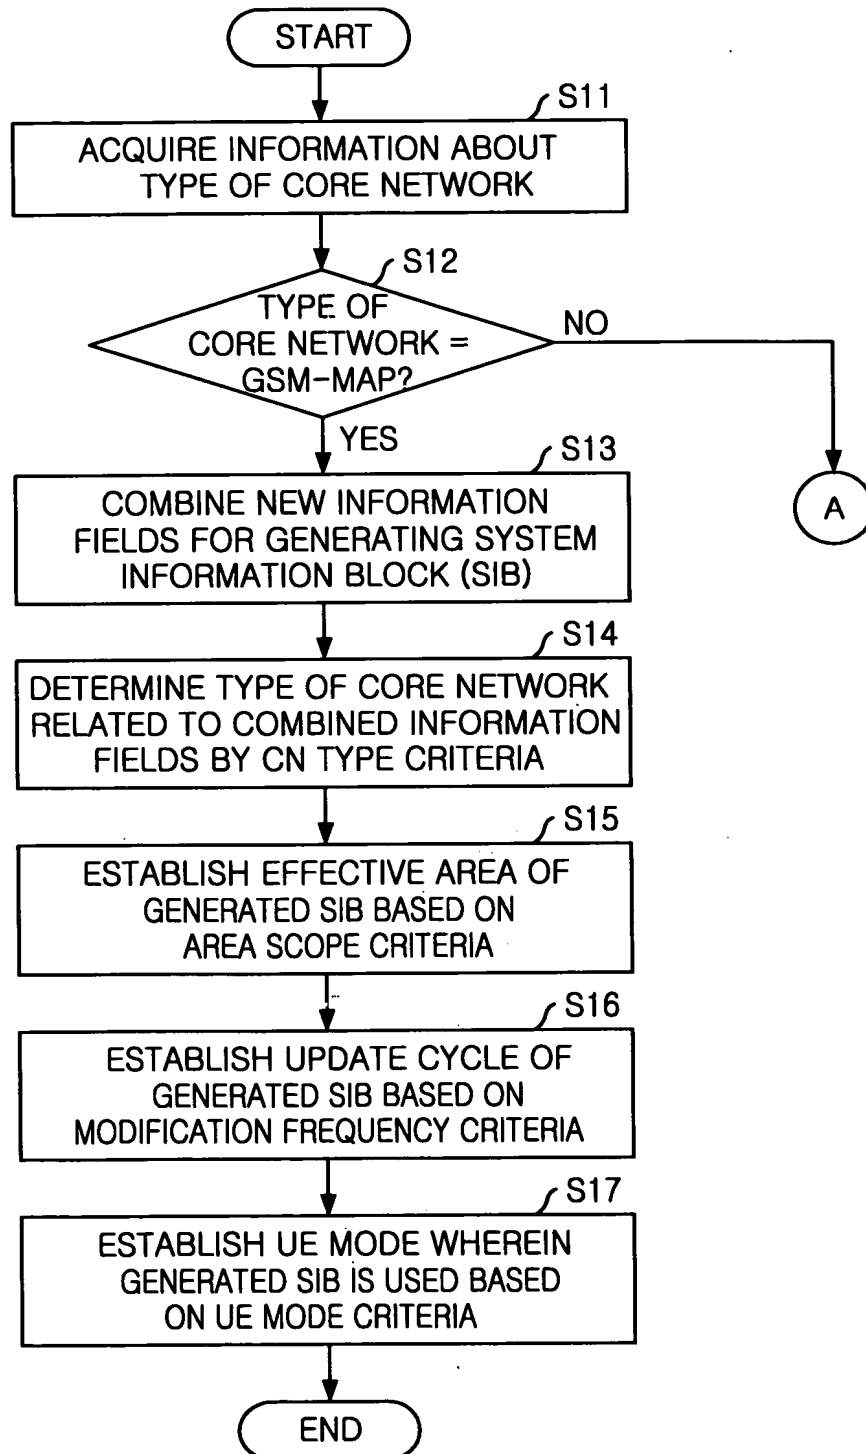 START
S11
ACQUIRE INFORMATION ABOUT
TYPE OF CORE NETWORK
S12
TYPE OF
CORE NETWORK =
GSM-MAP?
NO
YES
A
S13
COMBINE NEW INFORMATION
FIELDS FOR GENERATING SYSTEM
INFORMATION BLOCK (SIB)
S14
DETERMINE TYPE OF CORE NETWORK
RELATED TO COMBINED INFORMATION
FIELDS BY CN TYPE CRITERIA
S15
ESTABLISH EFFECTIVE AREA OF
GENERATED SIB BASED ON
AREA SCOPE CRITERIA
S16
ESTABLISH UPDATE CYCLE OF
GENERATED SIB BASED ON
MODIFICATION FREQUENCY CRITERIA
S17
ESTABLISH UE MODE WHEREIN
GENERATED SIB IS USED BASED
ON UE MODE CRITERIA
END